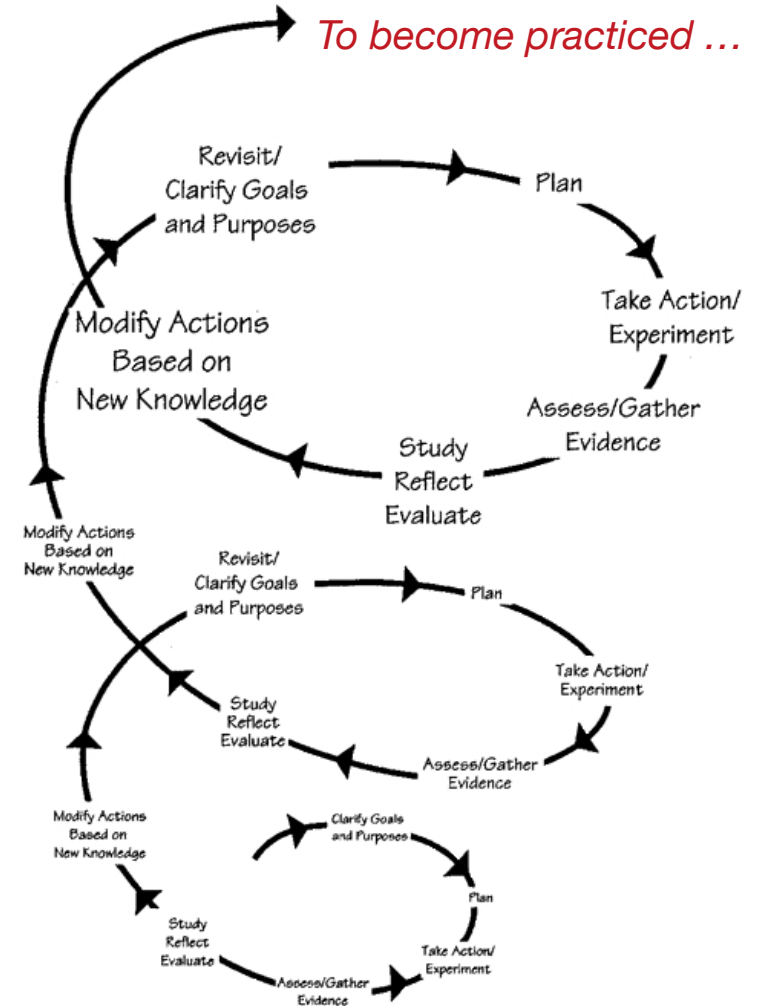 To become practiced …
Revisit/
Clarify Goals
and Purposes
Plan
Take Action/
Experiment
Assess/Gather
Evidence
Study
Reflect
Evaluate
Modify Actions
Based on
New Knowledge
Modify Actions
Based on
New Knowledge
Revisit/
Clarify Goals
and Purposes
Plan
Take Action/
Experiment
Assess/Gather
Evidence
Study
Reflect
Evaluate
Modify Actions
Based on
New Knowledge
Clarify Goals
and Purposes
Plan
Take Action/
Experiment
Assess/Gather
Evidence
Study
Reflect
Evaluate